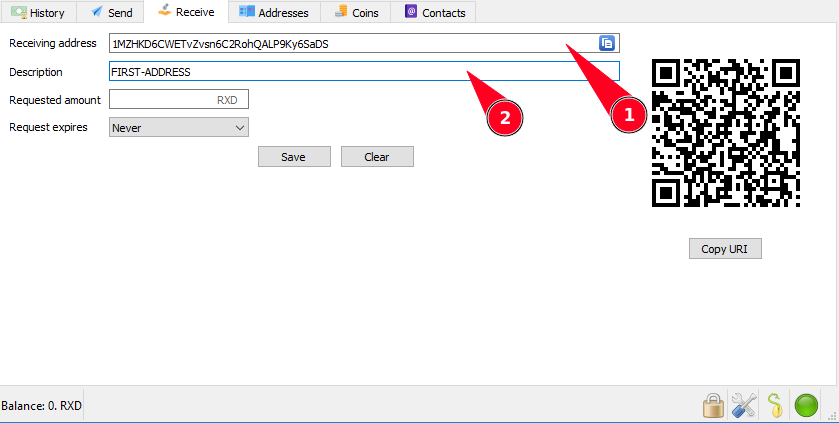 History Send Receive Addresses Coins Contacts
Receiving address 1MZHKD6CWETvZvsn6C2RohQALP9Ky6SaDS
1
Description FIRST-ADDRESS
2
Requested amount RXD
Request expires Never
Save Clear
Copy URI
Balance: 0. RXD